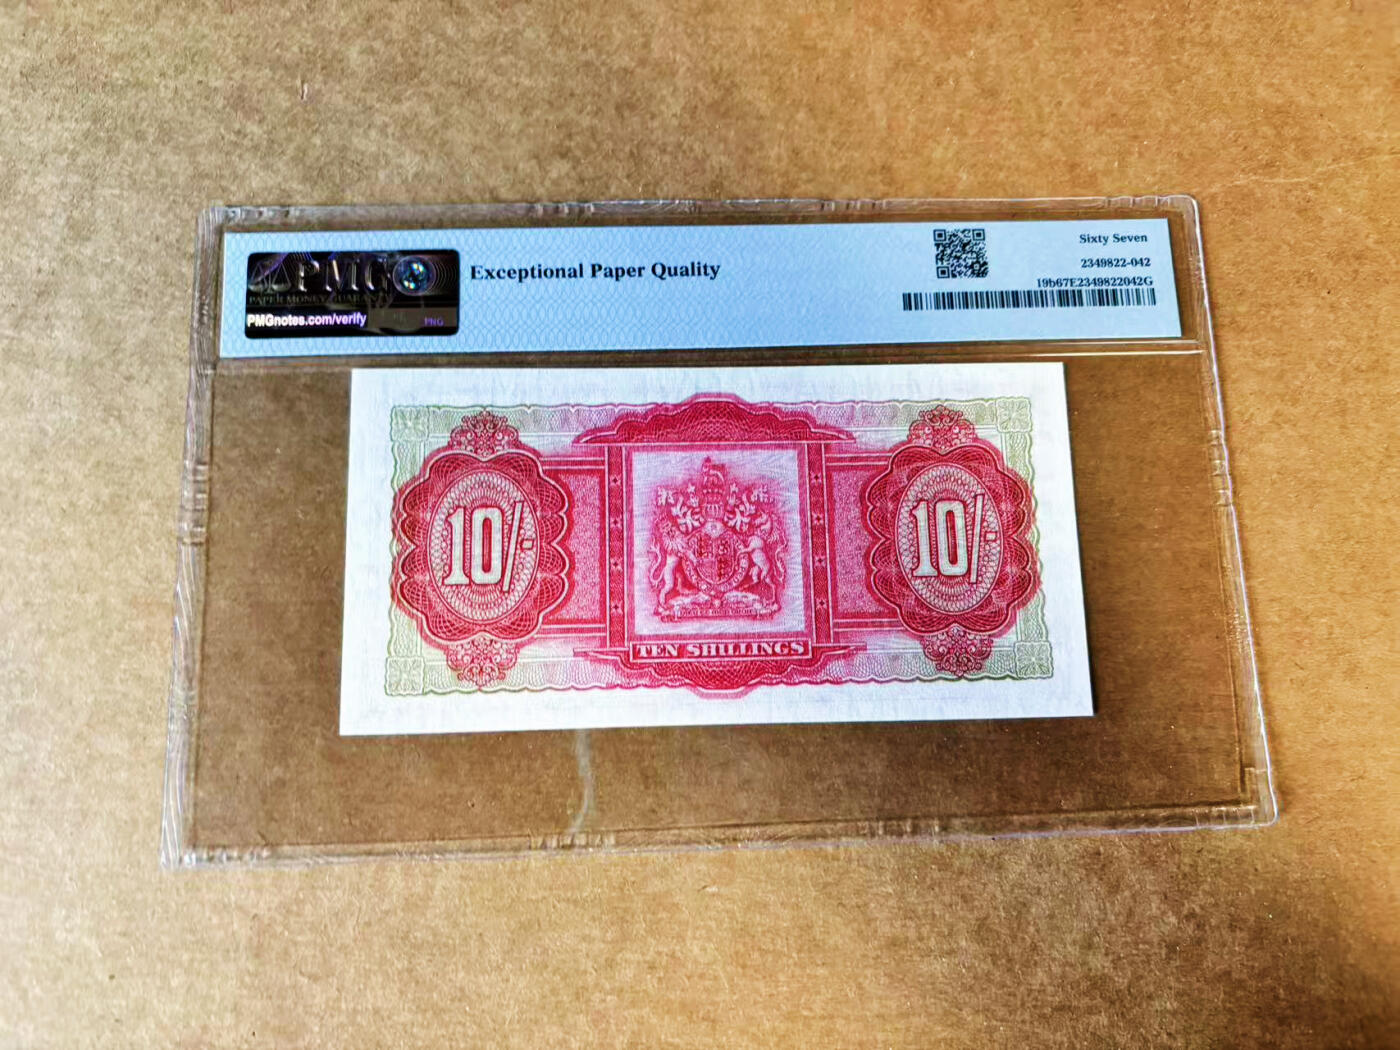 PMG
PAPER MONEY GUARANTY
PMGnotes.com/verify
PNG
Exceptional Paper Quality
Sixty Seven
2349822-042
19b67E2349822042G
10/-
10/-
TEN SHILLINGS